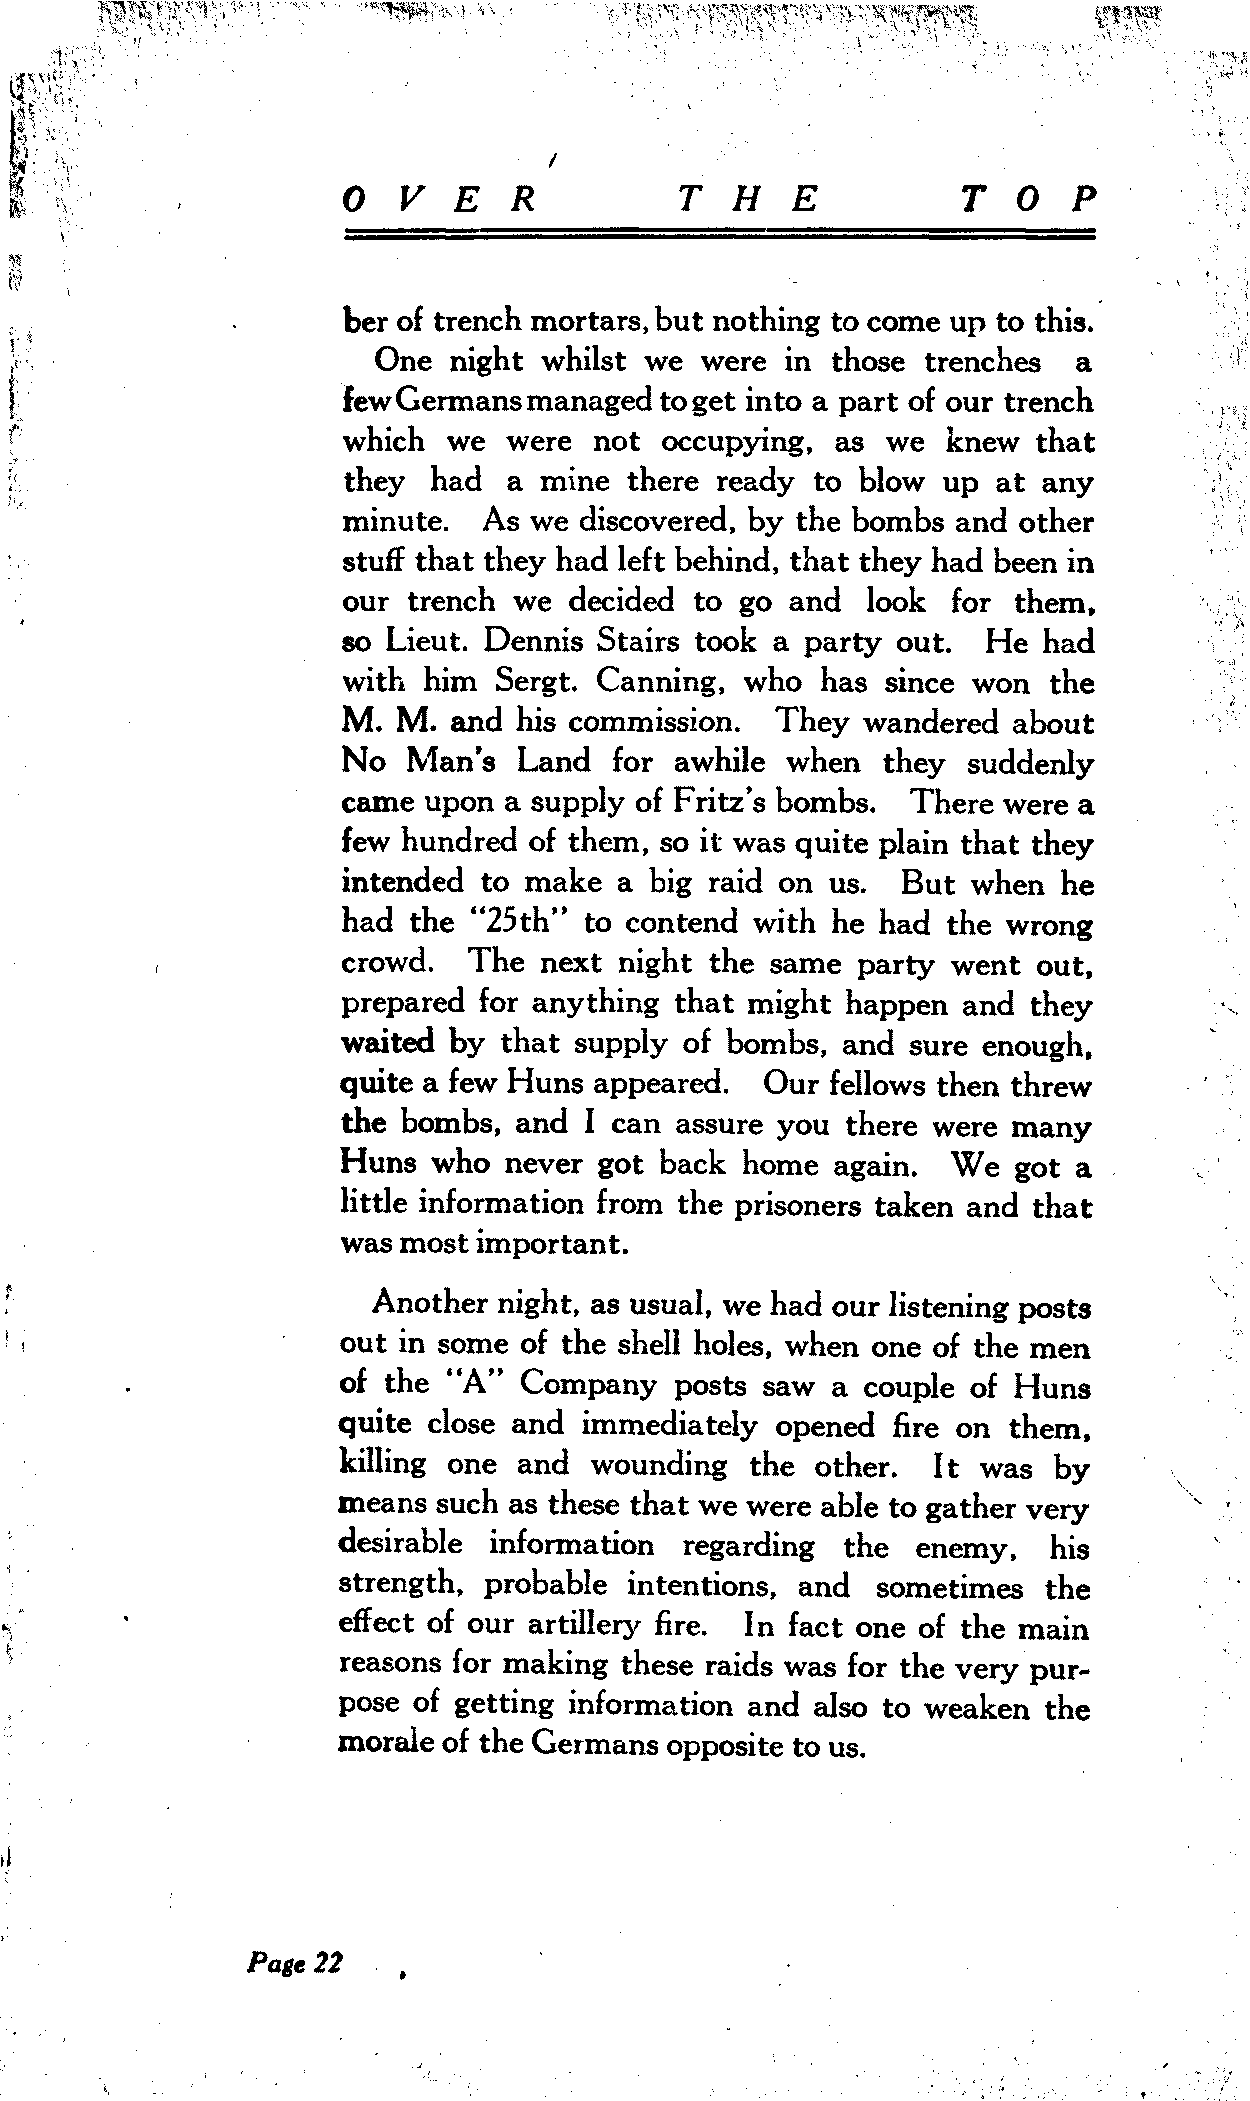 OVER THE TOP
ber of trench mortars, but nothing to come up to this.
One night whilst we were in those trenches a
few Germans managed to get into a part of our trench
which we were not occupying, as we knew that
they had a mine there ready to blow up at any
minute. As we discovered, by the bombs and other
stuff that they had left behind, that they had been in
our trench we decided to go and look for them,
so Lieut. Dennis Stairs took a party out. He had
with him Sergt. Canning, who has since won the
M. M. and his commission. They wandered about
No Man's Land for awhile when they suddenly
came upon a supply of Fritz's bombs. There were a
few hundred of them, so it was quite plain that they
intended to make a big raid on us. But when he
had the "25th" to contend with he had the wrong
crowd. The next night the same party went out,
prepared for anything that might happen and they
waited by that supply of bombs, and sure enough,
quite a few Huns appeared. Our fellows then threw
the bombs, and I can assure you there were many
Huns who never got back home again. We got a
little information from the prisoners taken and that
was most important.
Another night, as usual, we had our listening posts
out in some of the shell holes, when one of the men
of the "A" Company posts saw a couple of Huns
quite close and immediately opened fire on them,
killing one and wounding the other. It was by
means such as these that we were able to gather very
desirable information regarding the enemy, his
strength, probable intentions, and sometimes the
effect of our artillery fire. In fact one of the main
reasons for making these raids was for the very pur-
pose of getting information and also to weaken the
morale of the Germans opposite to us.
Page 22